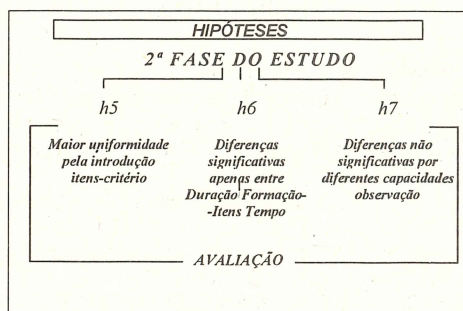 HIPÓTESES
2ª FASE DO ESTUDO
h5 h6 h7
Maior uniformidade
pela introdução
itens-critério
Diferenças
significativas
apenas entre
Duração Formação-
-Itens Tempo
Diferenças não
significativas por
diferentes capacidades
observação
AVALIAÇÃO